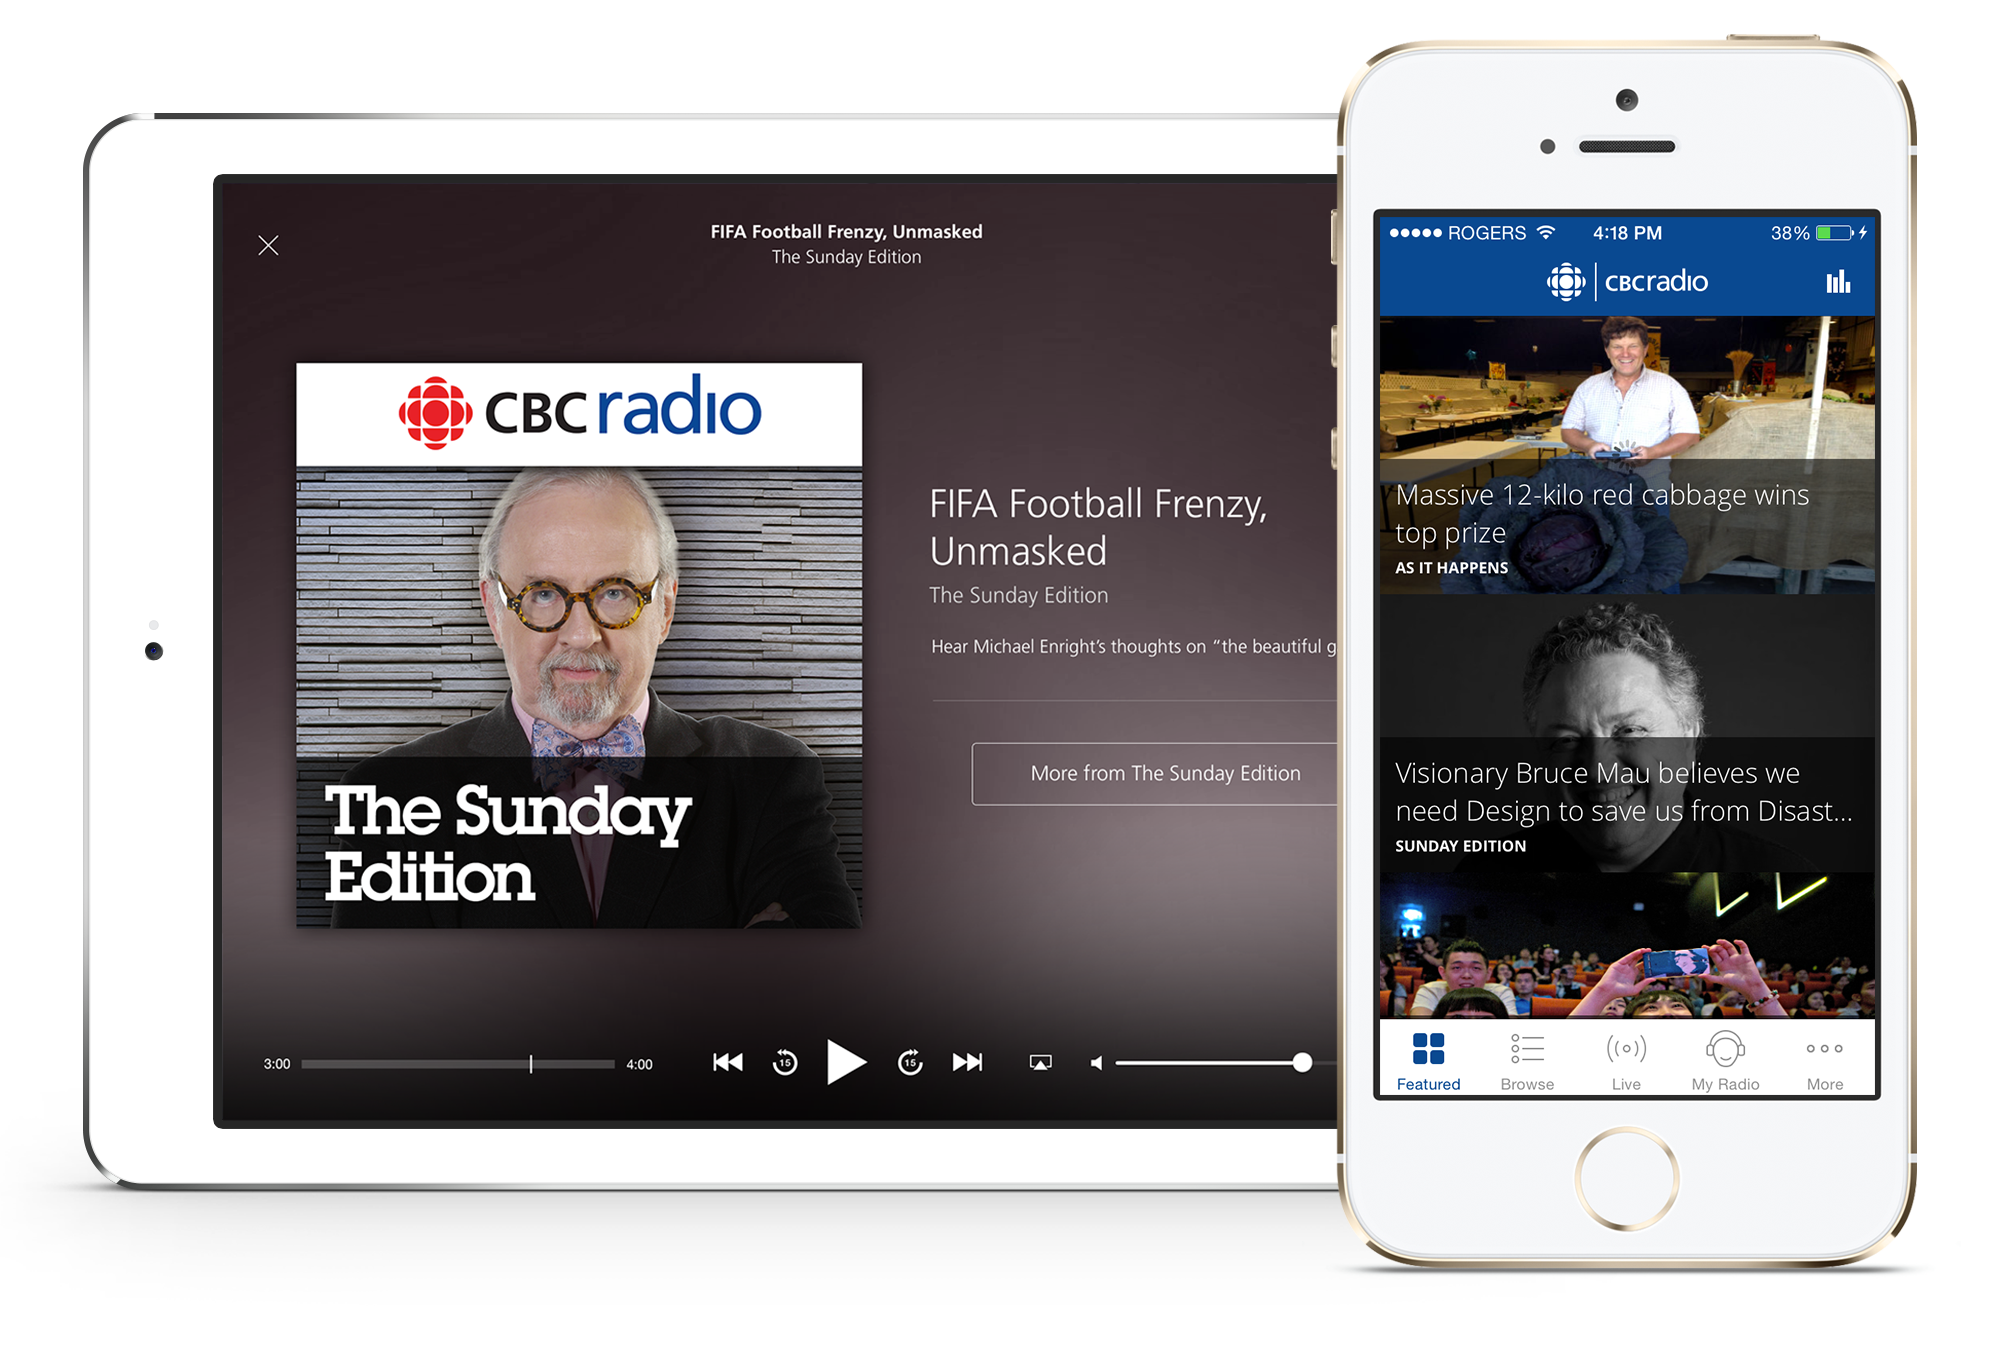 FIFA Football Frenzy, Unmasked
The Sunday Edition
CBC radio
The Sunday
Edition
FIFA Football Frenzy,
Unmasked
The Sunday Edition
Hear Michael Enright's thoughts on “the beautiful g
More from The Sunday Edition
3:00
4:00
15
15
ROGERS 4:18 PM 38%
CBC radio
Massive 12-kilo red cabbage wins
top prize
AS IT HAPPENS
Visionary Bruce Mau believes we
need Design to save us from Disast...
SUNDAY EDITION
Featured Browse Live My Radio More